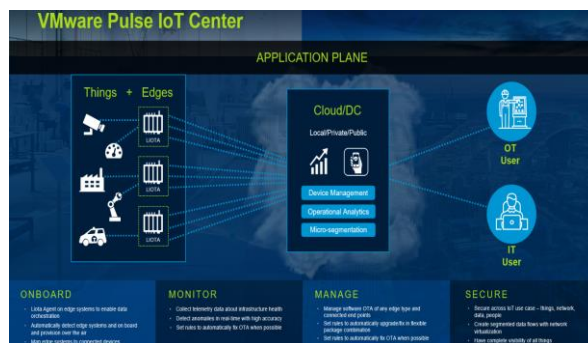 VMware Pulse IoT Center
APPLICATION PLANE
Things + Edges
LIOTA
LIOTA
LIOTA
Cloud/DC
Local/Private/Public
Device Management
Operational Analytics
Micro-segmentation
OT
User
IT
User
ONBOARD
Liota Agent on edge systems to enable data
orchestration
Automatically detect edge systems and on board
and provision over the air
Map edge systems to connected devices
MONITOR
Collect telemetry data about infrastructure health
Detect anomalies in real-time with high accuracy
Set rules to automatically fix OTA when possible
MANAGE
Manage software OTA of any edge type and
connected end points
Set rules to automatically upgrade/fix in flexible
package combination
Set rules to automatically fix OTA when possible
SECURE
Secure across IoT use case – things, network,
data, people
Create segmented data flows with network
virtualization
Have complete visibility of all things